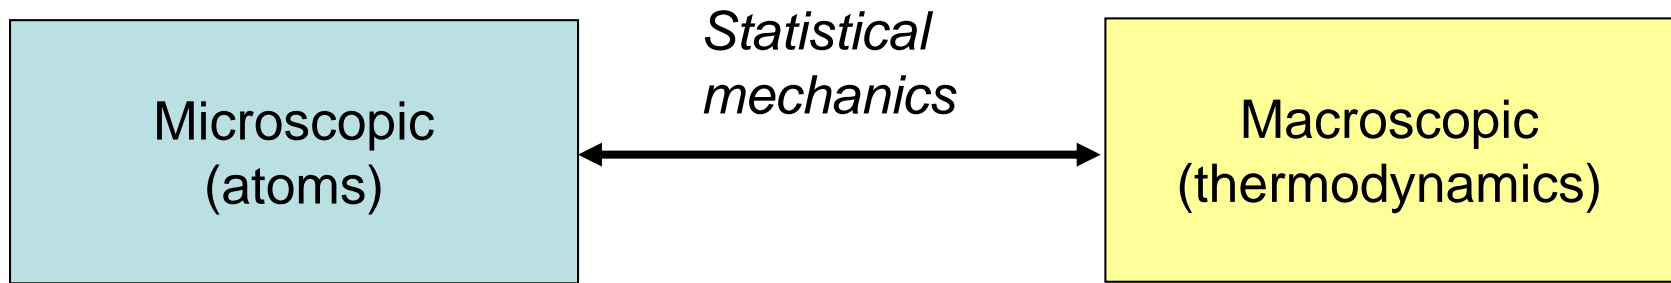 Microscopic
(atoms)
Statistical
mechanics
Macroscopic
(thermodynamics)